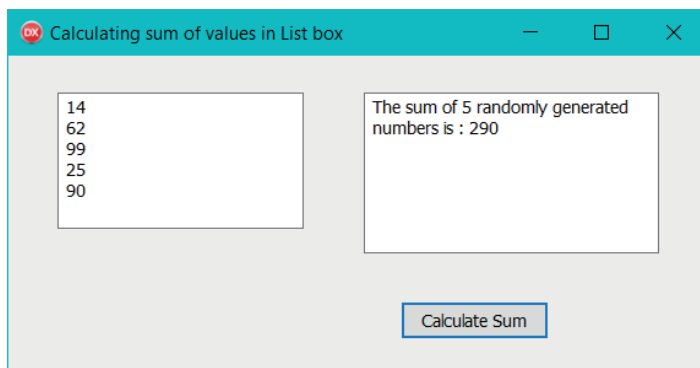 DX Calculating sum of values in List box
14
62
99
25
90
The sum of 5 randomly generated
numbers is : 290
Calculate Sum